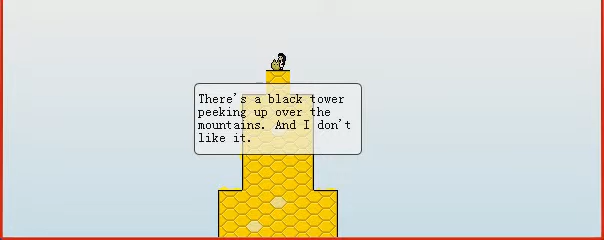 There's a black tower
peeking up over the
mountains. And I don't
like it.